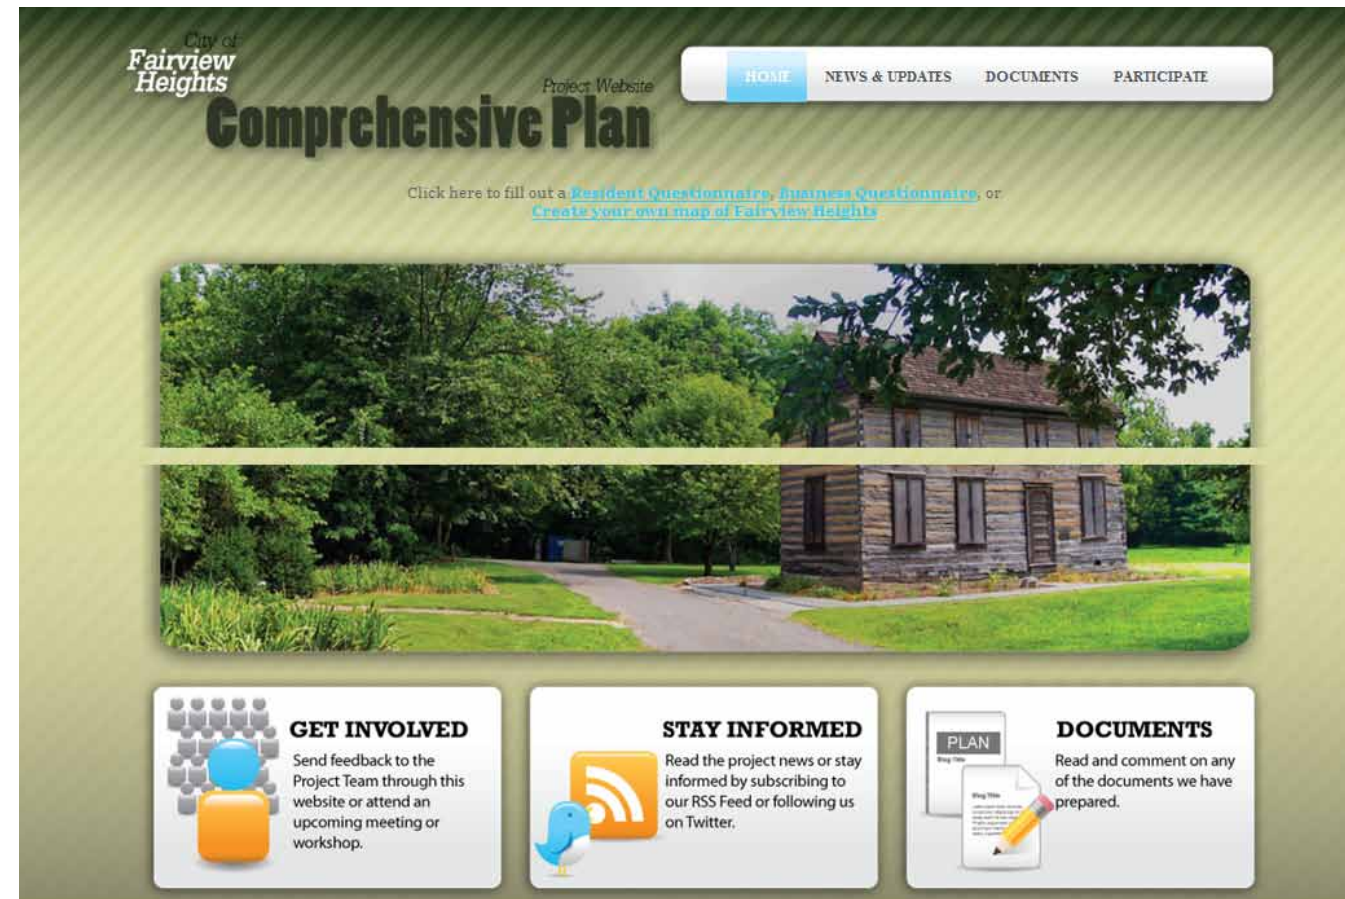 City of
Fairview
Heights
Project Website
Comprehensive Plan
HOME NEWS & UPDATES DOCUMENTS PARTICIPATE
Click here to fill out a Resident Questionnaire, Business Questionnaire, or
Create your own map of Fairview Heights
GET INVOLVED
Send feedback to the
Project Team through this
website or attend an
upcoming meeting or
workshop.
STAY INFORMED
Read the project news or stay
informed by subscribing to
our RSS Feed or following us
on Twitter.
PLAN
Blog Title
Blog Title
DOCUMENTS
Read and comment on any
of the documents we have
prepared.